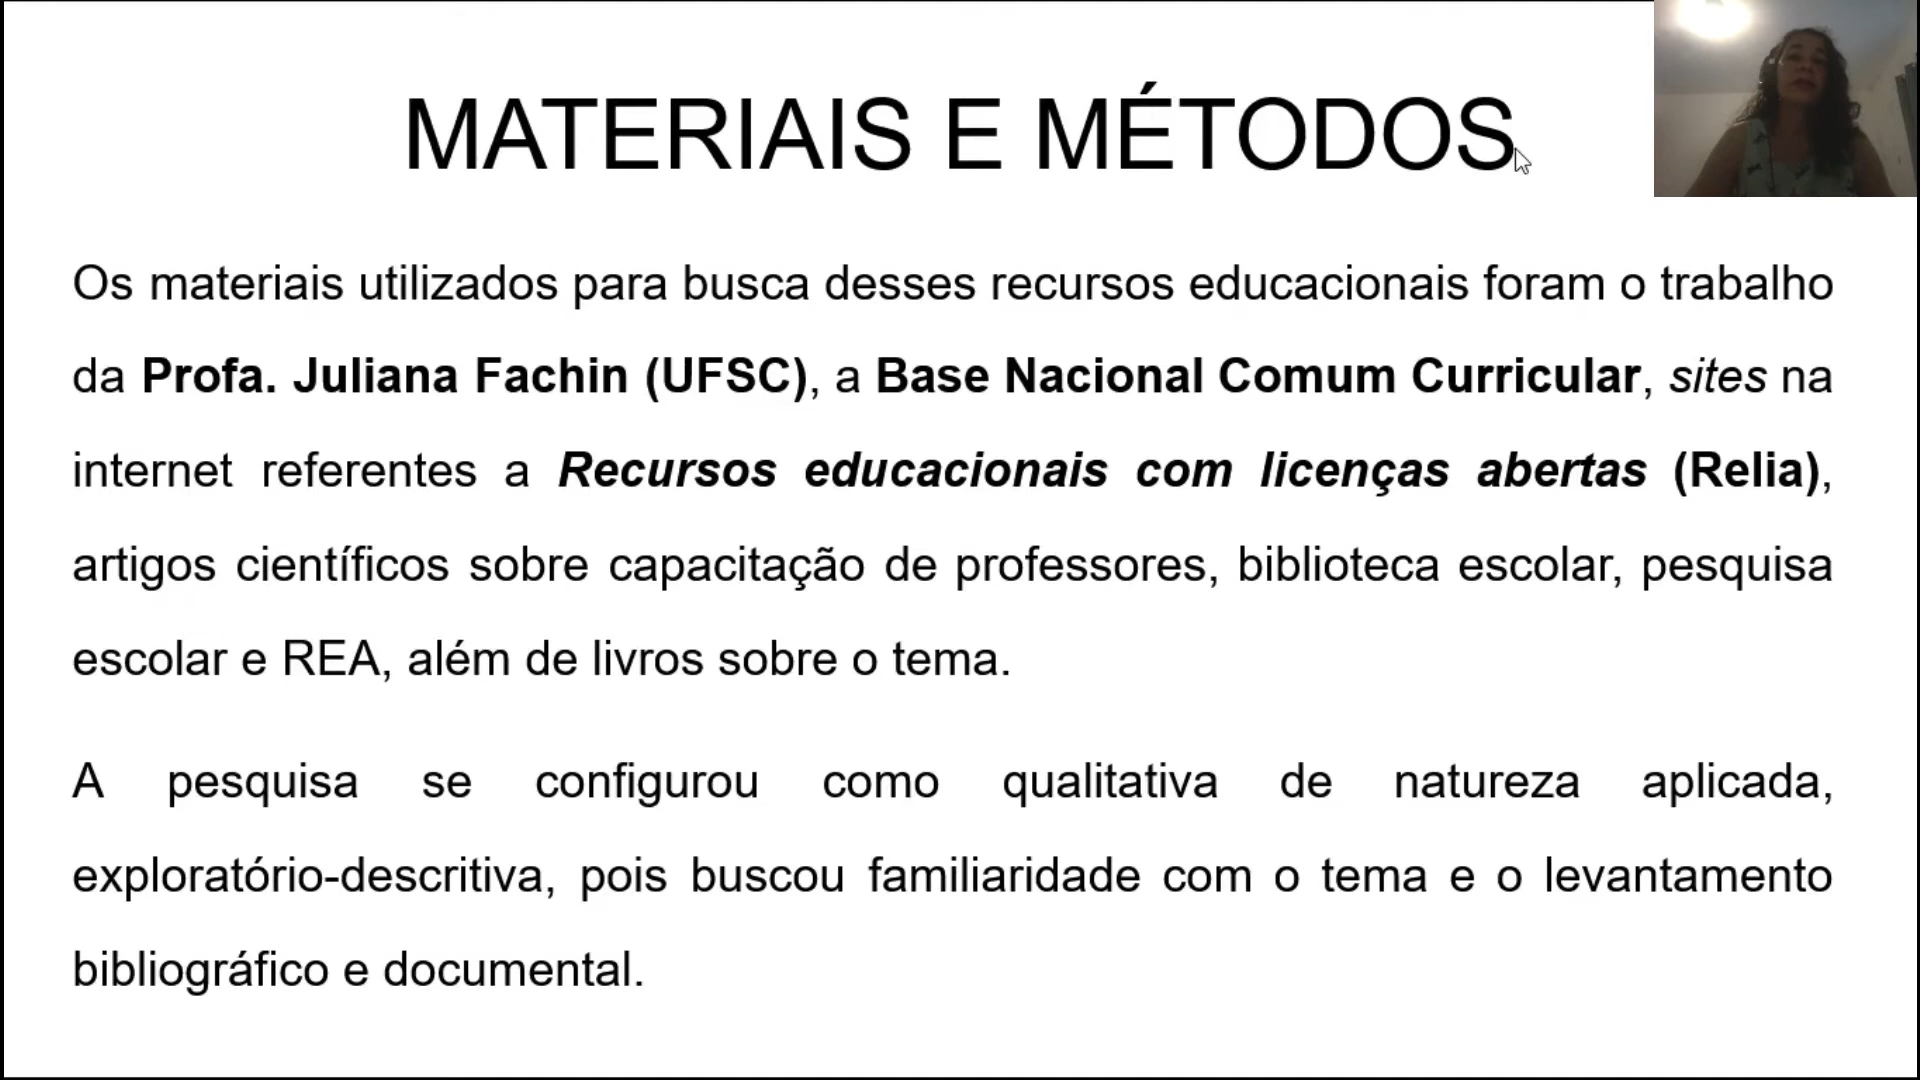 MATERIAIS E MÉTODOS
Os materiais utilizados para busca desses recursos educacionais foram o trabalho
da Profa. Juliana Fachin (UFSC), a Base Nacional Comum Curricular, sites na
internet referentes a Recursos educacionais com licenças abertas (Relia),
artigos científicos sobre capacitação de professores, biblioteca escolar, pesquisa
escolar e REA, além de livros sobre o tema.
A pesquisa se configurou como qualitativa de natureza aplicada,
exploratório-descritiva, pois buscou familiaridade com o tema e o levantamento
bibliográfico e documental.